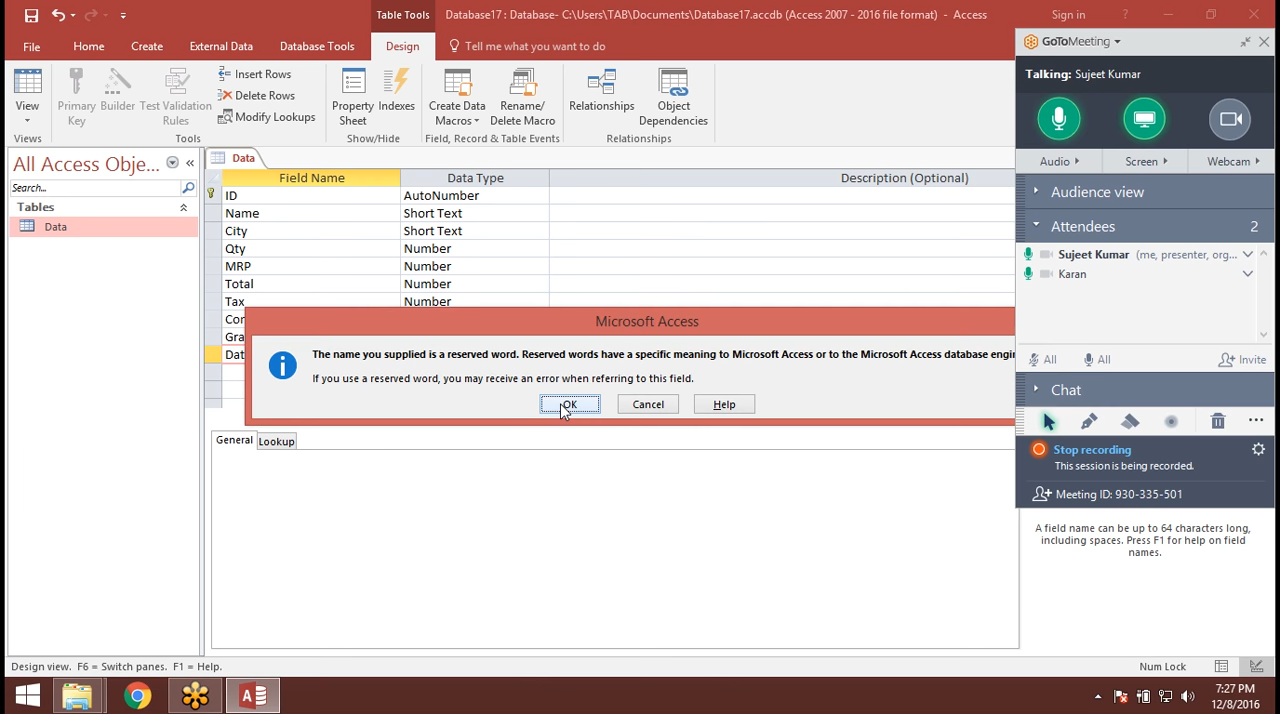 Table Tools
Database17 : Database- C:\Users\TAB\Documents\Database17.accdb (Access 2007 - 2016 file format) - Access
Sign in
?
File
Home
Create
External Data
Database Tools
Design
Tell me what you want to do
View
Primary Key
Builder
Test Validation Rules
Insert Rows
Delete Rows
Modify Lookups
Property Sheet
Indexes
Create Data Macros
Rename/ Delete Macro
Relationships
Object Dependencies
Views
Tools
Show/Hide
Field, Record & Table Events
Relationships
All Access Obje...
Search...
Tables
Data
Data
Field Name
Data Type
Description (Optional)
ID
AutoNumber
Name
Short Text
City
Short Text
Qty
Number
MRP
Number
Total
Number
Tax
Number
Con
Gra
Dat
Microsoft Access
The name you supplied is a reserved word. Reserved words have a specific meaning to Microsoft Access or to the Microsoft Access database engin
If you use a reserved word, you may receive an error when referring to this field.
OK
Cancel
Help
General
Lookup
GoToMeeting
Talking: Sujeet Kumar
Audio
Screen
Webcam
Audience view
Attendees
2
Sujeet Kumar (me, presenter, org...
Karan
All
All
Invite
Chat
Stop recording
This session is being recorded.
Meeting ID: 930-335-501
A field name can be up to 64 characters long,
including spaces. Press F1 for help on field
names.
Design view. F6 = Switch panes. F1 = Help.
Num Lock
7:27 PM
12/8/2016